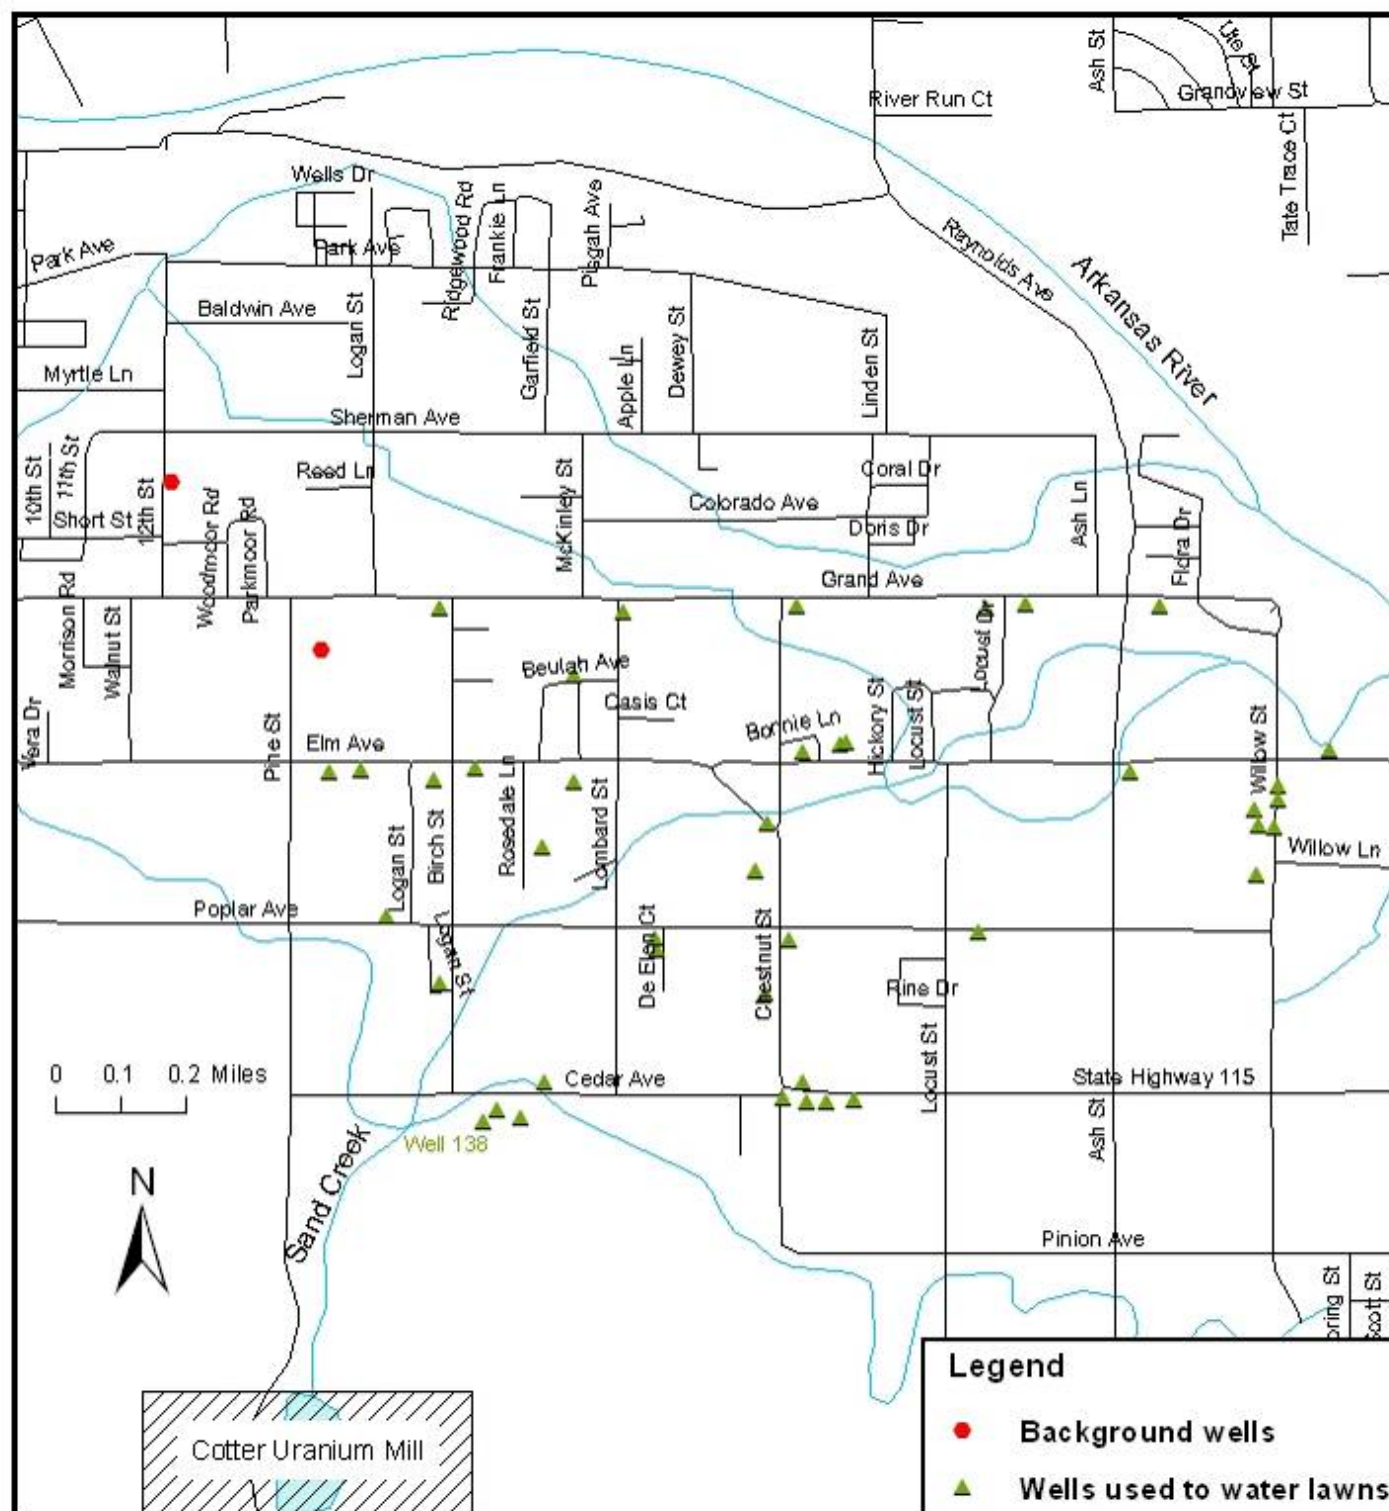 Ash St
Ute St
Grandview St
River Run Ct
Tate Trace Ct
Wells Dr
Ridgewood Rd
Frankie Ln
Pisgah Ave
Raynolds Ave
Park Ave
Park Ave
Arkansas River
Baldwin Ave
Logan St
Garfield St
Dewey St
Apple Ln
Linden St
Myrtle Ln
Sherman Ave
10th St
11th St
12th St
Short St
Reed Ln
Woodmoor Rd
Parkmoor Rd
McKinley St
Colorado Ave
Coral Dr
Doris Dr
Ash Ln
Flora Dr
Grand Ave
Morrison Rd
Walnut St
Locust Dr
Beulah Ave
Oasis Ct
Vera Dr
Pine St
Elm Ave
Bonnie Ln
Hickory St
Locust St
Willow St
Logan St
Birch St
Rosedale Ln
Lombard St
Willow Ln
Poplar Ave
Logan St
De Elen Ct
Chestnut St
Rine Dr
0 0.1 0.2 Miles
Cedar Ave
Locust St
State Highway 115
Ash St
Well 138
N
Sand Creek
Pinion Ave
pring St
Scott St
Cotter Uranium Mill
Legend
Background wells
Wells used to water lawns